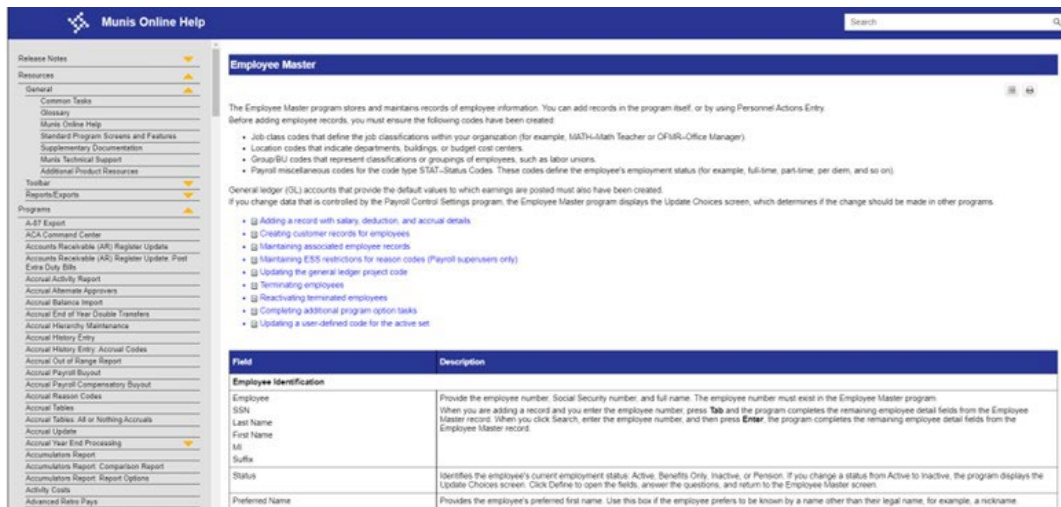 Munis Online Help
Search
Release Notes
Resources
General
Common Tasks
Glossary
Munis Online Help
Standard Program Screens and Features
Supplementary Documentation
Munis Technical Support
Additional Product Resources
Toolbar
Reports/Exports
Programs
A-87 Export
ACA Command Center
Accounts Receivable (AR) Register Update
Accounts Receivable (AR) Register Update: Post
Extra Duty Bills
Accrual Activity Report
Accrual Alternate Approvers
Accrual Balance Import
Accrual End of Year Double Transfers
Accrual Hierarchy Maintenance
Accrual History Entry
Accrual History Entry: Accrual Codes
Accrual Out of Range Report
Accrual Payroll Buyout
Accrual Payroll Compensatory Buyout
Accrual Reason Codes
Accrual Tables
Accrual Tables: All or Nothing Accruals
Accrual Update
Accrual Year End Processing
Accumulators Report
Accumulators Report: Comparison Report
Accumulators Report: Report Options
Activity Costs
Advanced Retro Pays
Employee Master
The Employee Master program stores and maintains records of employee information. You can add records in the program itself, or by using Personnel Actions Entry.
Before adding employee records, you must ensure the following codes have been created:
• Job class codes that define the job classifications within your organization (for example, MATH–Math Teacher or OFMR–Office Manager).
• Location codes that indicate departments, buildings, or budget cost centers.
• Group/BU codes that represent classifications or groupings of employees, such as labor unions.
• Payroll miscellaneous codes for the code type STAT–Status Codes. These codes define the employee's employment status (for example, full-time, part-time, per diem, and so on).
General ledger (GL) accounts that provide the default values to which earnings are posted must also have been created.
If you change data that is controlled by the Payroll Control Settings program, the Employee Master program displays the Update Choices screen, which determines if the change should be made in other programs.
• Adding a record with salary, deduction, and accrual details
• Creating customer records for employees
• Maintaining associated employee records
• Maintaining ESS restrictions for reason codes (Payroll superusers only)
• Updating the general ledger project code
• Terminating employees
• Reactivating terminated employees
• Completing additional program option tasks
• Updating a user-defined code for the active set
Field Description
Employee Identification
Employee
SSN
Last Name
First Name
MI
Suffix
Provide the employee number, Social Security number, and full name. The employee number must exist in the Employee Master program.
When you are adding a record and you enter the employee number, press Tab and the program completes the remaining employee detail fields from the Employee
Master record. When you click Search, enter the employee number, and then press Enter, the program completes the remaining employee detail fields from the
Employee Master record.
Status
Identifies the employee's current employment status: Active, Benefits Only, Inactive, or Pension. If you change a status from Active to Inactive, the program displays the
Update Choices screen. Click Define to open the fields, answer the questions, and return to the Employee Master screen.
Preferred Name
Provides the employee's preferred first name. Use this box if the employee prefers to be known by a name other than their legal name, for example, a nickname.